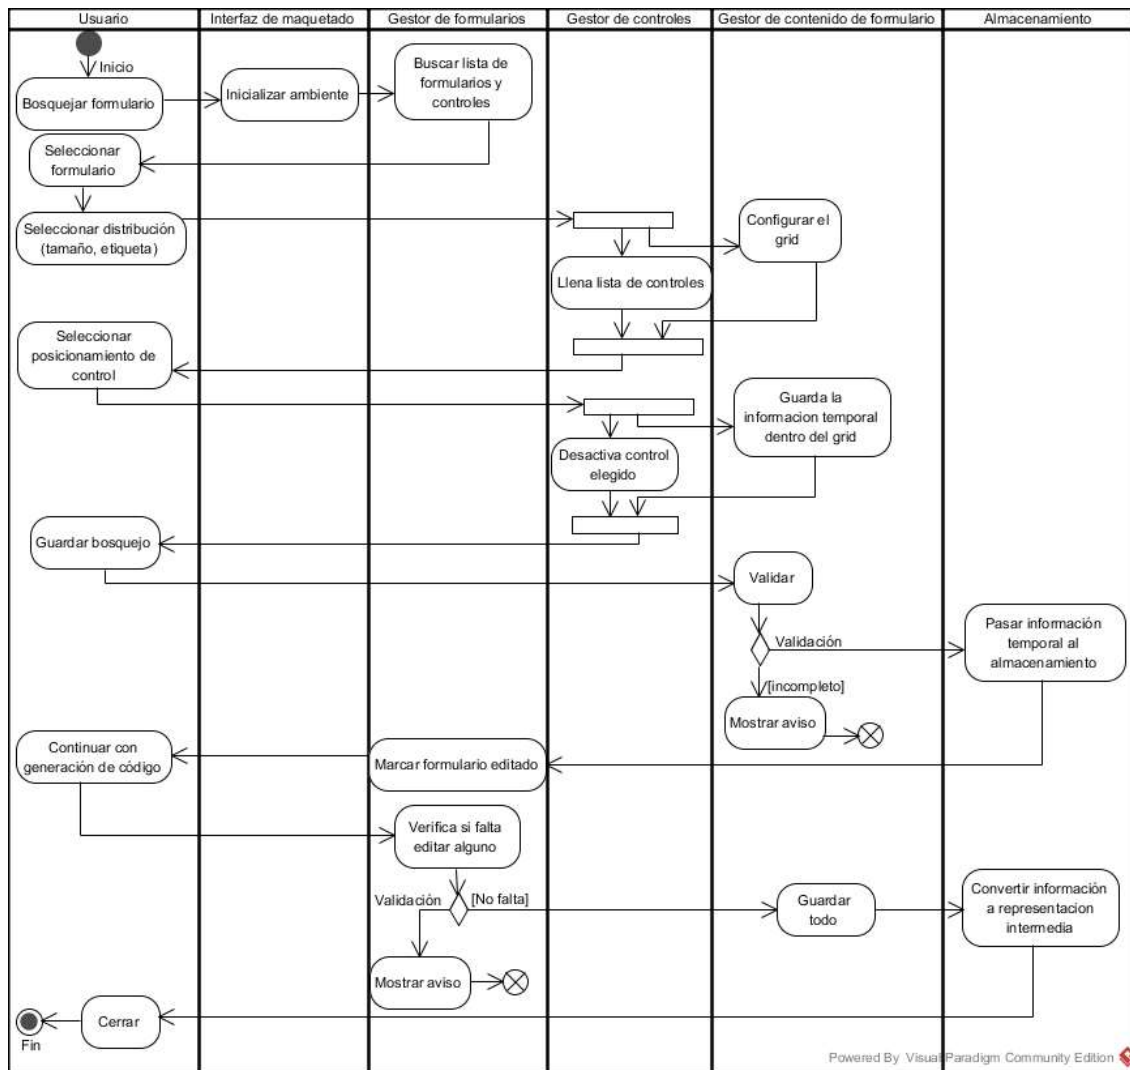 Usuario
Interfaz de maquetado
Gestor de formularios
Gestor de controles
Gestor de contenido de formulario
Almacenamiento
Inicio
Bosquejar formulario
Inicializar ambiente
Buscar lista de
formularios y
controles
Seleccionar
formulario
Seleccionar distribución
(tamaño, etiqueta)
Configurar el
grid
Llena lista de controles
Seleccionar
posicionamiento de
control
Guarda la
informacion temporal
dentro del grid
Desactiva control
elegido
Guardar bosquejo
Validar
Validación
Pasar información
temporal al
almacenamiento
[incompleto]
Mostrar aviso
Continuar con
generación de código
Marcar formulario editado
Verifica si falta
editar alguno
Validación
[No falta]
Guardar
todo
Convertir información
a representacion
intermedia
Mostrar aviso
Cerrar
Fin
Powered By Visual Paradigm Community Edition